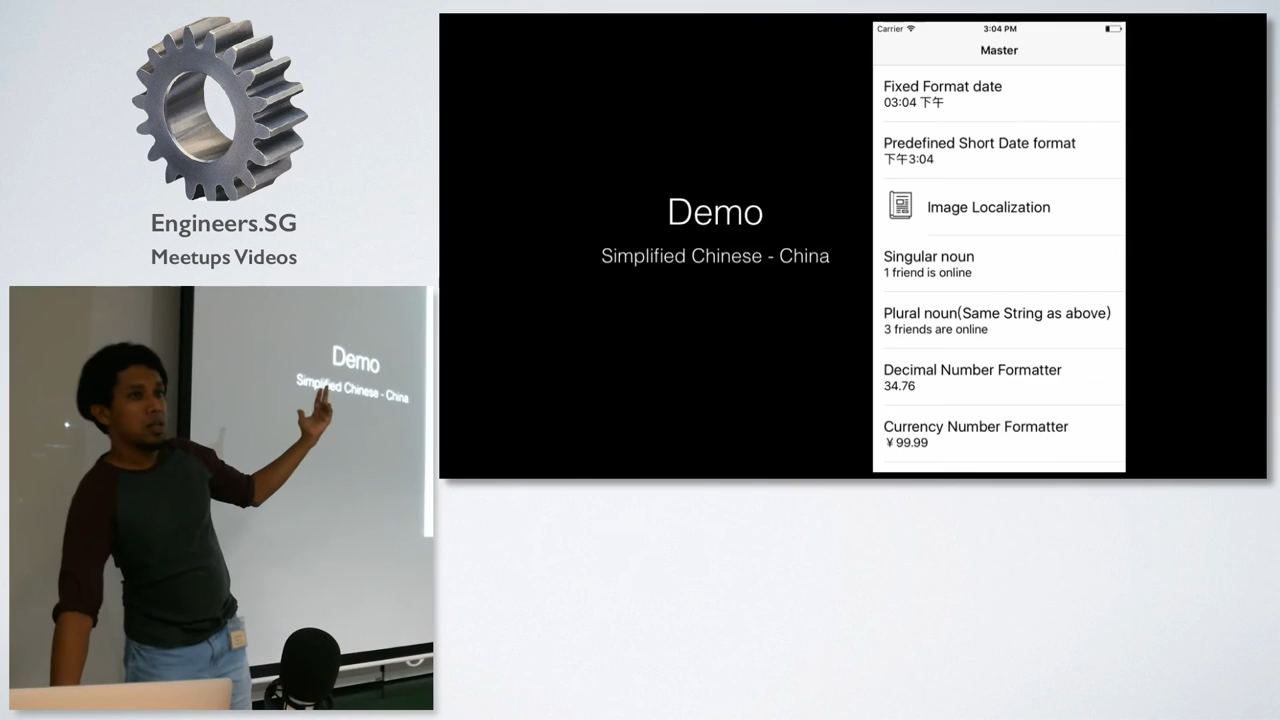 Engineers.SG
Meetups Videos
Demo
Simplified Chinese - China
Demo
Simplified Chinese - China
Carrier
3:04 PM
Master
Fixed Format date
03:04 下午
Predefined Short Date format
下午3:04
Image Localization
Singular noun
1 friend is online
Plural noun(Same String as above)
3 friends are online
Decimal Number Formatter
34.76
Currency Number Formatter
¥ 99.99